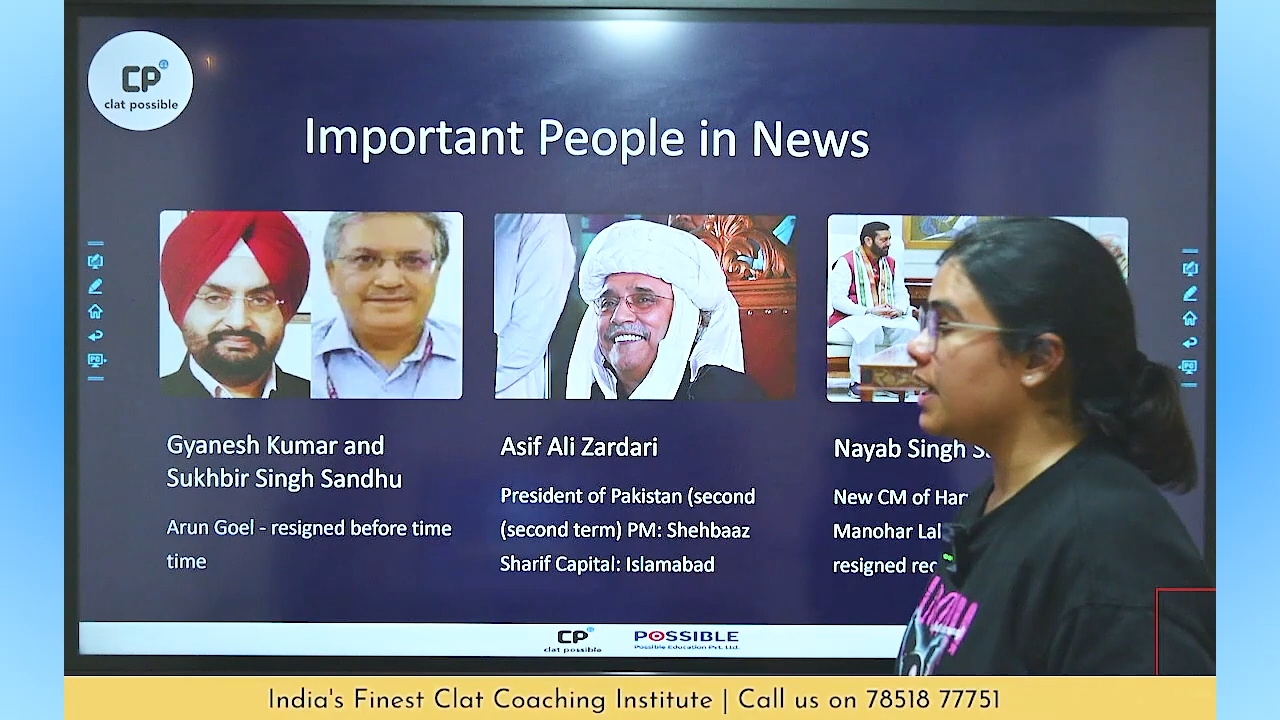 CP
clat possible
Important People in News
Gyanesh Kumar and
Sukhbir Singh Sandhu
Arun Goel - resigned before time
time
Asif Ali Zardari
President of Pakistan (second
(second term) PM: Shehbaaz
Sharif Capital: Islamabad
Nayab Singh
New CM of
Manohar
resigned
CP
clat possible
POSSIBLE
Possible Education Pvt. Ltd.
India's Finest Clat Coaching Institute | Call us on 78518 77751